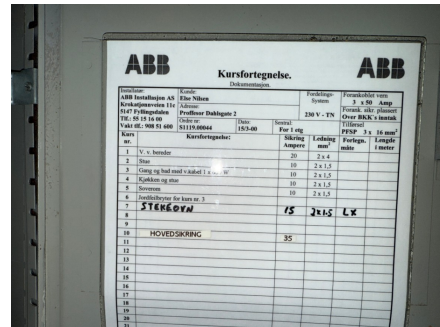 ABB
ABB
Kursfortegnelse.
Dokumentasjon.
Installatør:
ABB Installasjon AS
Krokatjønnveien 11c
5147 Fyllingsdalen
Tlf.: 55 15 16 00
Vakt tlf.: 908 51 600
Kunde:
Else Nilsen
Adresse:
Proffesor Dahlsgate 2
Ordre nr:
S1119.00044
Dato:
15/3-00
Sentral:
For 1 etg
Fordelings-
System
230 V - TN
Forankoblet vern
3 x 50 Amp
Forank. sikr. plassert
Over BKK`s inntak
Tilførsel
PFSP 3 x 16 mm²
Kurs nr. Kursfortegnelse: Sikring Ampere Ledning mm² Forlegn. måte Lengde i meter
1 V. v. bereder 20 2 x 4
2 Stue 10 2 x 1,5
3 Gang og bad med v.kabel 1 W 10 2 x 1,5
4 Kjøkken og stue 10 2 x 1,5
5 Soverom 10 2 x 1,5
6 Jordfeilbryter for kurs nr. 3
7 STEKEOVN 15 2x1.5 LX
8
9
10 HOVEDSIKRING 35
11
12
13
14
15
16
17
18
19
20
21